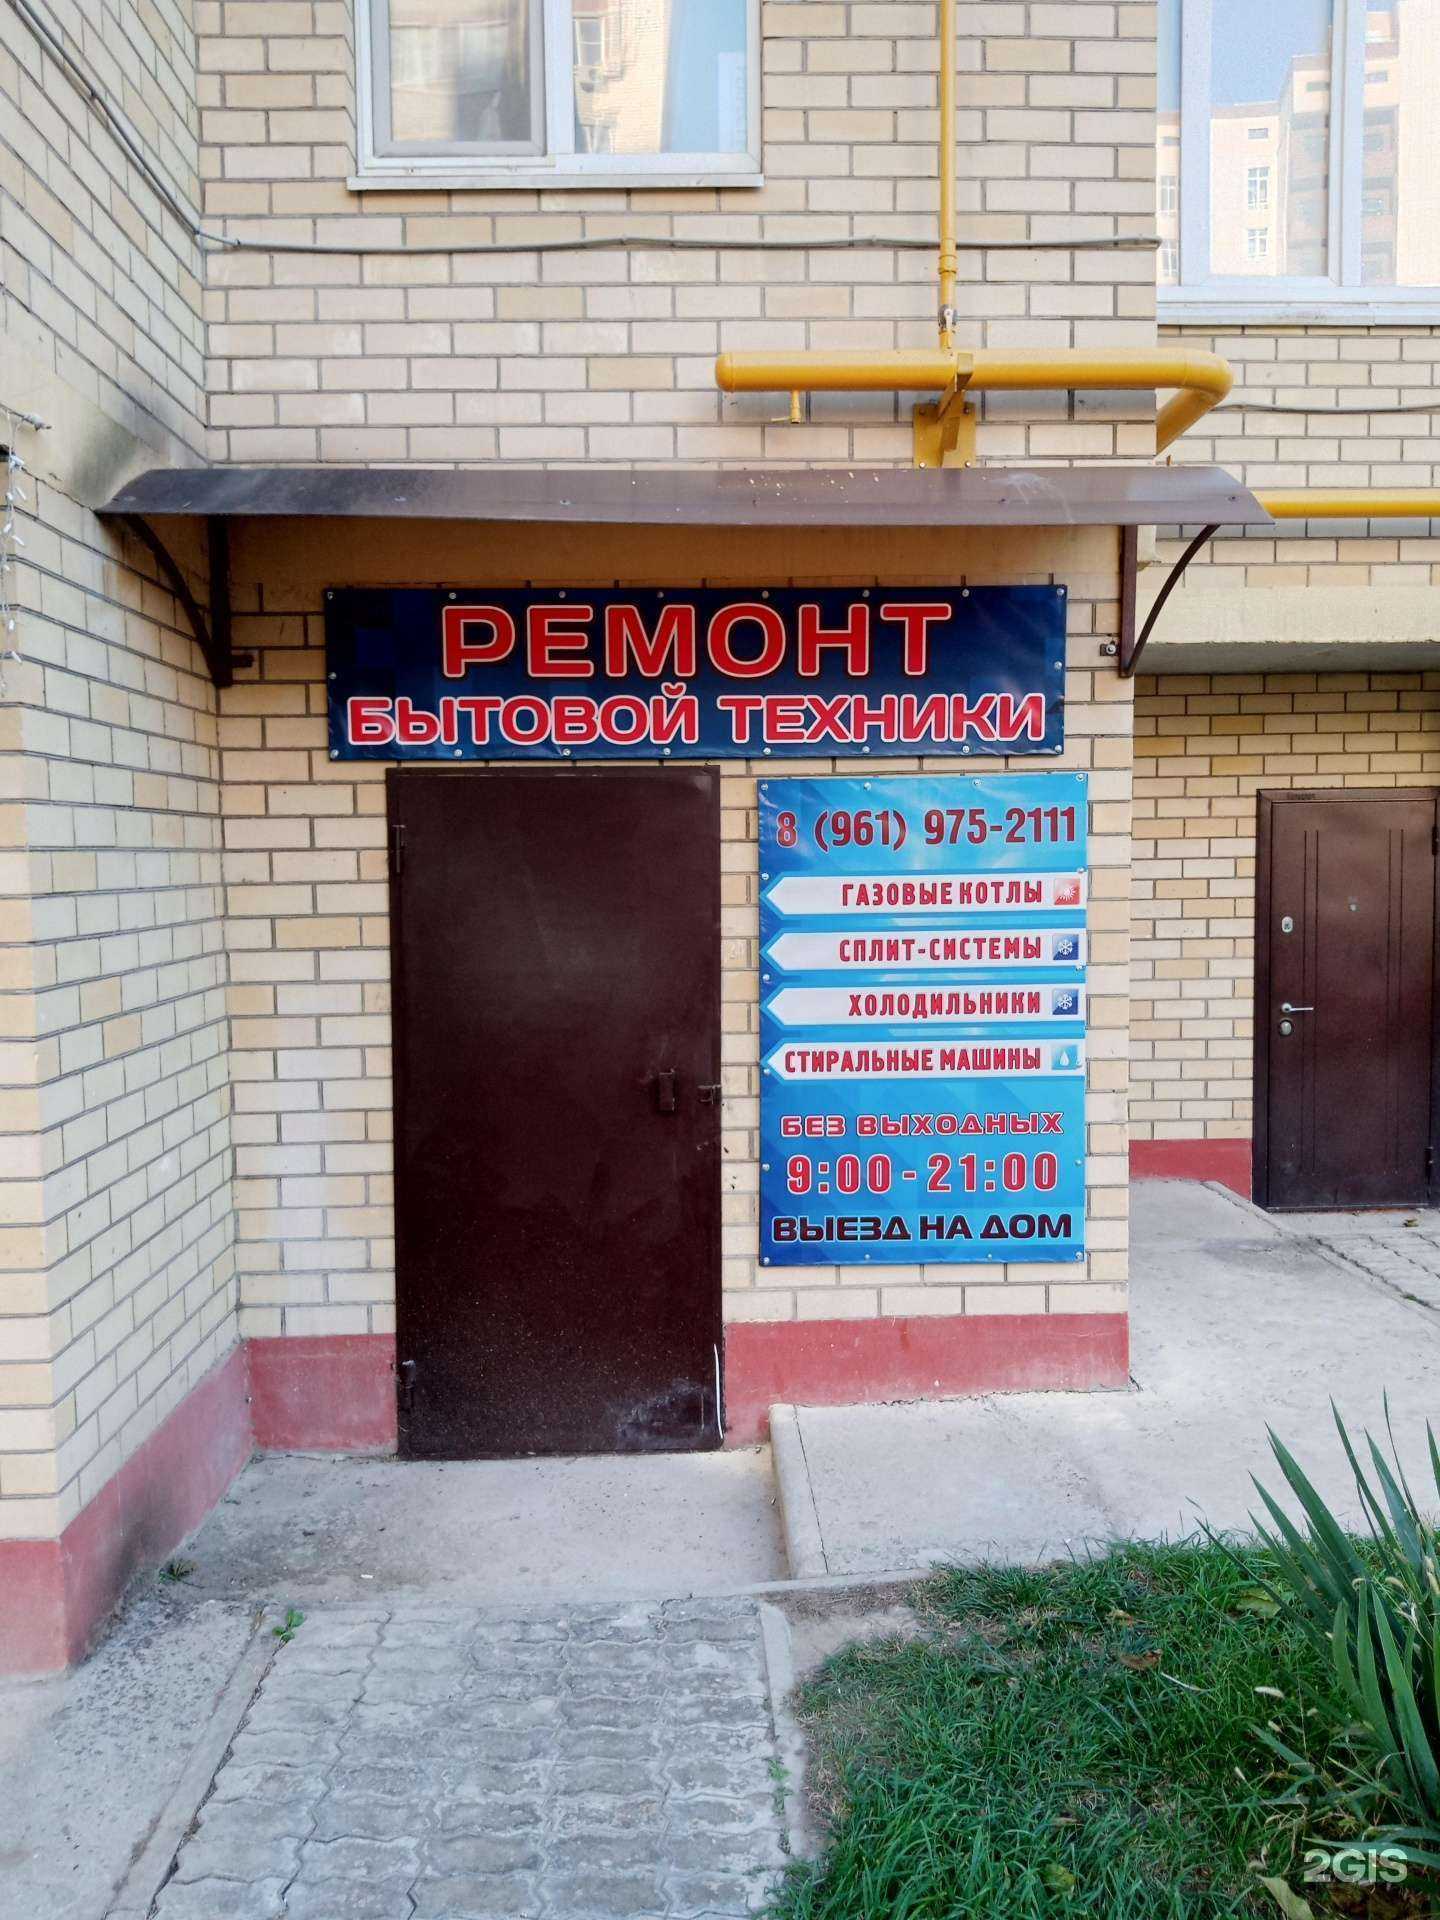 РЕМОНТ
БЫТОВОЙ ТЕХНИКИ
8 (961) 975-2111
ГАЗОВЫЕ КОТЛЫ
СПЛИТ-СИСТЕМЫ
ХОЛОДИЛЬНИКИ
СТИРАЛЬНЫЕ МАШИНЫ
БЕЗ ВЫХОДНЫХ
9:00 - 21:00
ВЫЕЗД НА ДОМ
2GIS